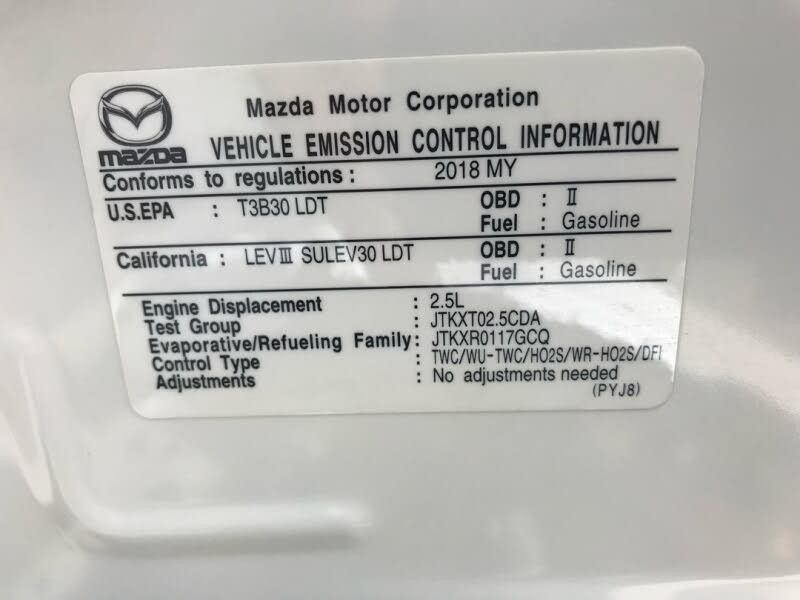 Mazda Motor Corporation
mazda VEHICLE EMISSION CONTROL INFORMATION
Conforms to regulations : 2018 MY
U.S.EPA : T3B30 LDT OBD : Ⅱ
Fuel : Gasoline
California : LEVⅢ SULEV30 LDT OBD : Ⅱ
Fuel : Gasoline
Engine Displacement : 2.5L
Test Group : JTKXT02.5CDA
Evaporative/Refueling Family: JTKXR0117GCQ
Control Type : TWC/WU-TWC/HO2S/WR-HO2S/DFI
Adjustments : No adjustments needed
(PYJ8)